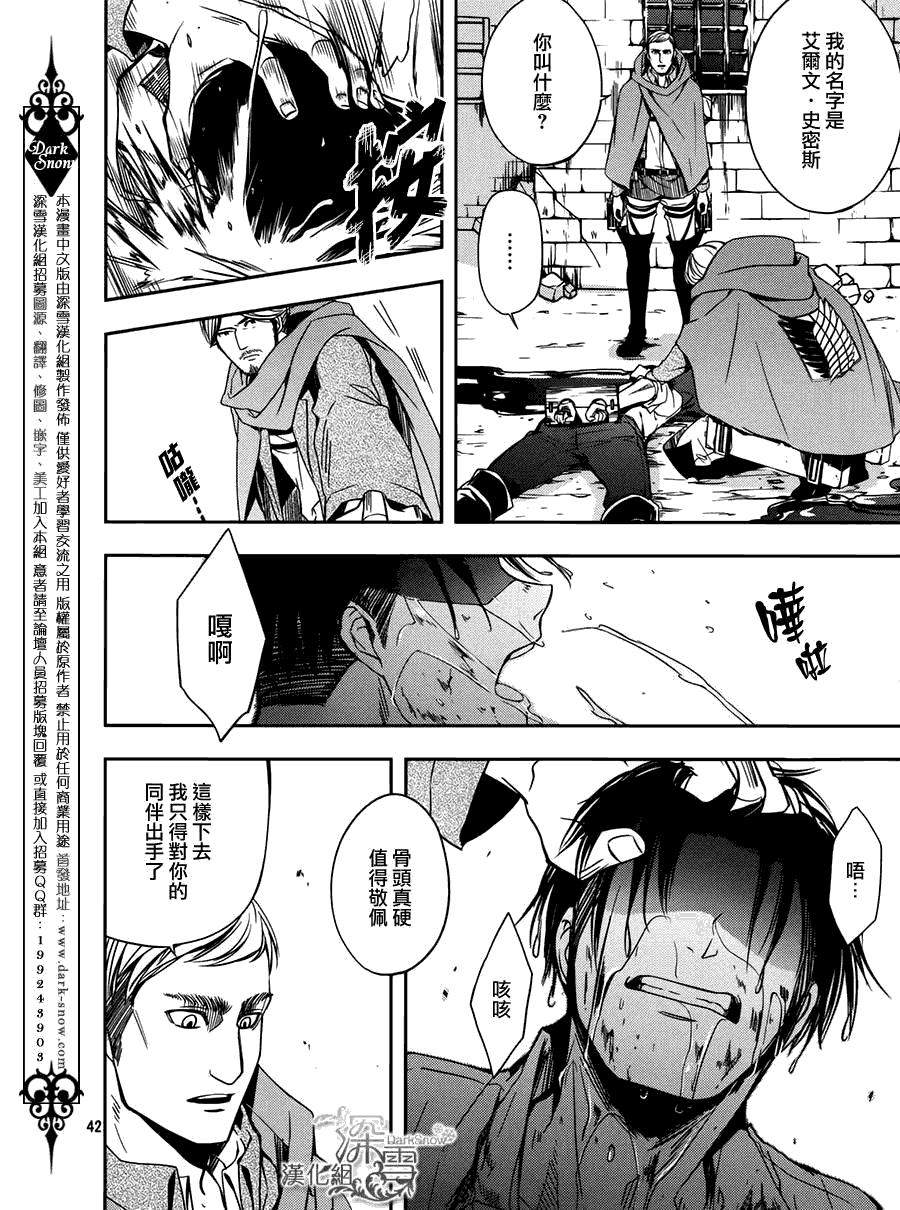 我的名字是
艾爾文·史密斯
你叫什麼?
……
按
咕嚨…
嘩啦
嘎啊
唔…
咳咳
骨頭真硬
值得敬佩
這樣下去
我只得對你的
同伴出手了
42
Dark
Snow
本漫畫中文版由深雪漢化組製作發佈 僅供愛好者學習交流之用 版權屬於原作者 禁止用於任何商業用途 首發地址:www.dark-snow.com
深雪漢化組招募圖源、翻譯、修圖、嵌字、美工加入本組 意者請至論壇人員招募版塊回覆 或直接加入招募QQ群:199243903
深雪
DarkSnow
漢化組